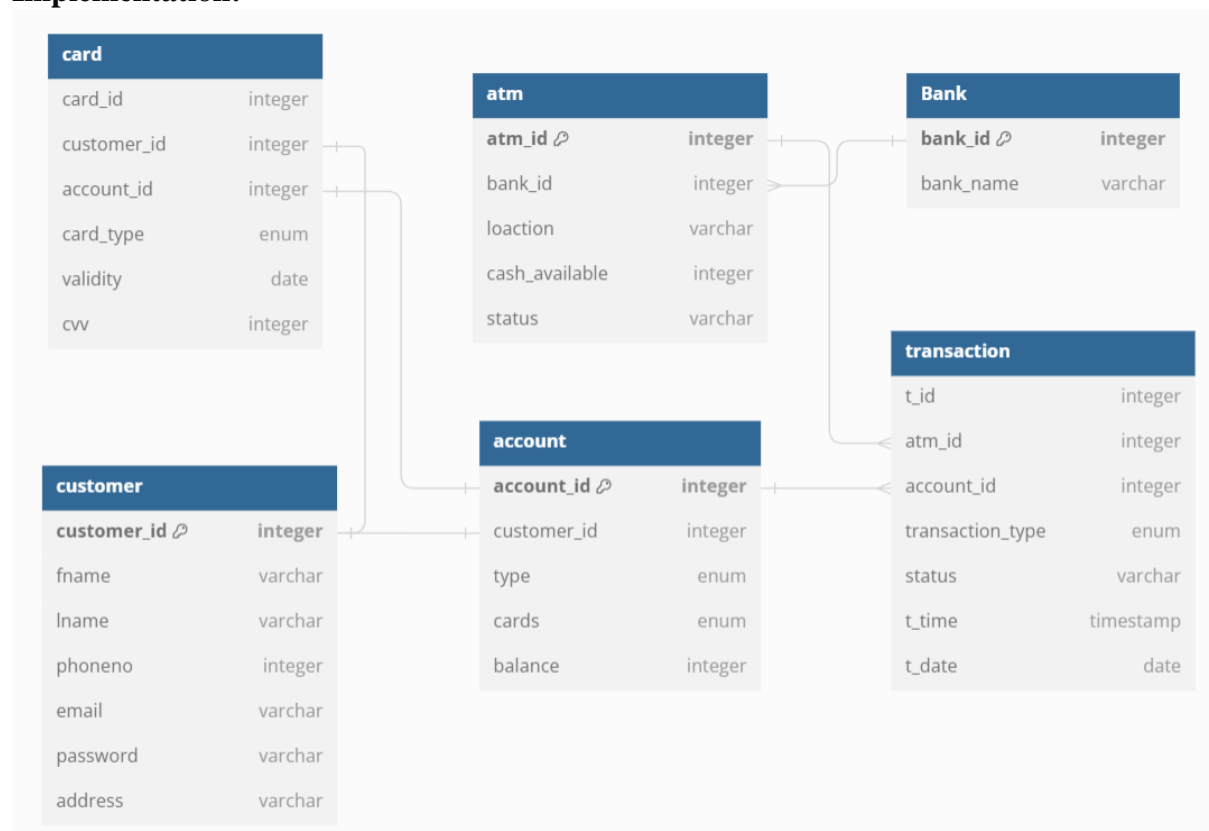 Implementation:
card
card_id integer
customer_id integer
account_id integer
card_type enum
validity date
cvv integer
atm
atm_id integer
bank_id integer
loaction varchar
cash_available integer
status varchar
Bank
bank_id integer
bank_name varchar
customer
customer_id integer
fname varchar
lname varchar
phoneno integer
email varchar
password varchar
address varchar
account
account_id integer
customer_id integer
type enum
cards enum
balance integer
transaction
t_id integer
atm_id integer
account_id integer
transaction_type enum
status varchar
t_time timestamp
t_date date